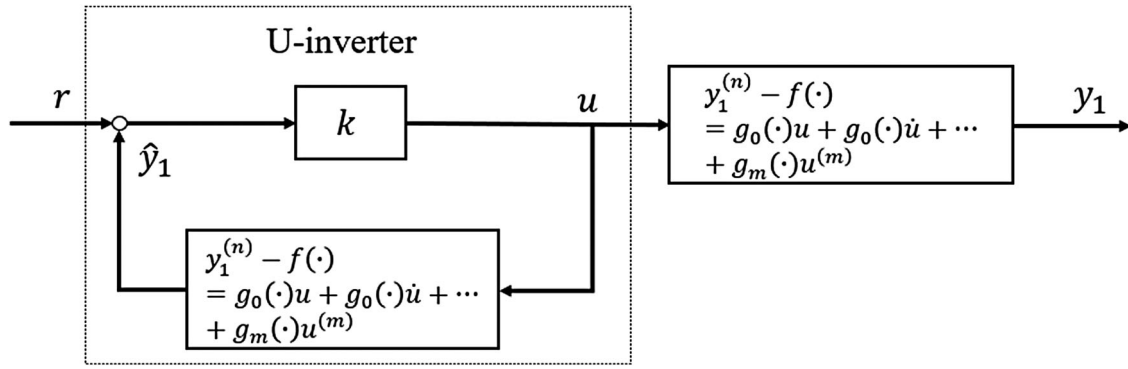 U-inverter
r
k
u
y₁⁽ⁿ⁾ − f(·)
= g₀(·)u + g₀(·)u̇ + ⋯
+ gₘ(·)u⁽ᵐ⁾
y₁
ŷ₁
y₁⁽ⁿ⁾ − f(·)
= g₀(·)u + g₀(·)u̇ + ⋯
+ gₘ(·)u⁽ᵐ⁾